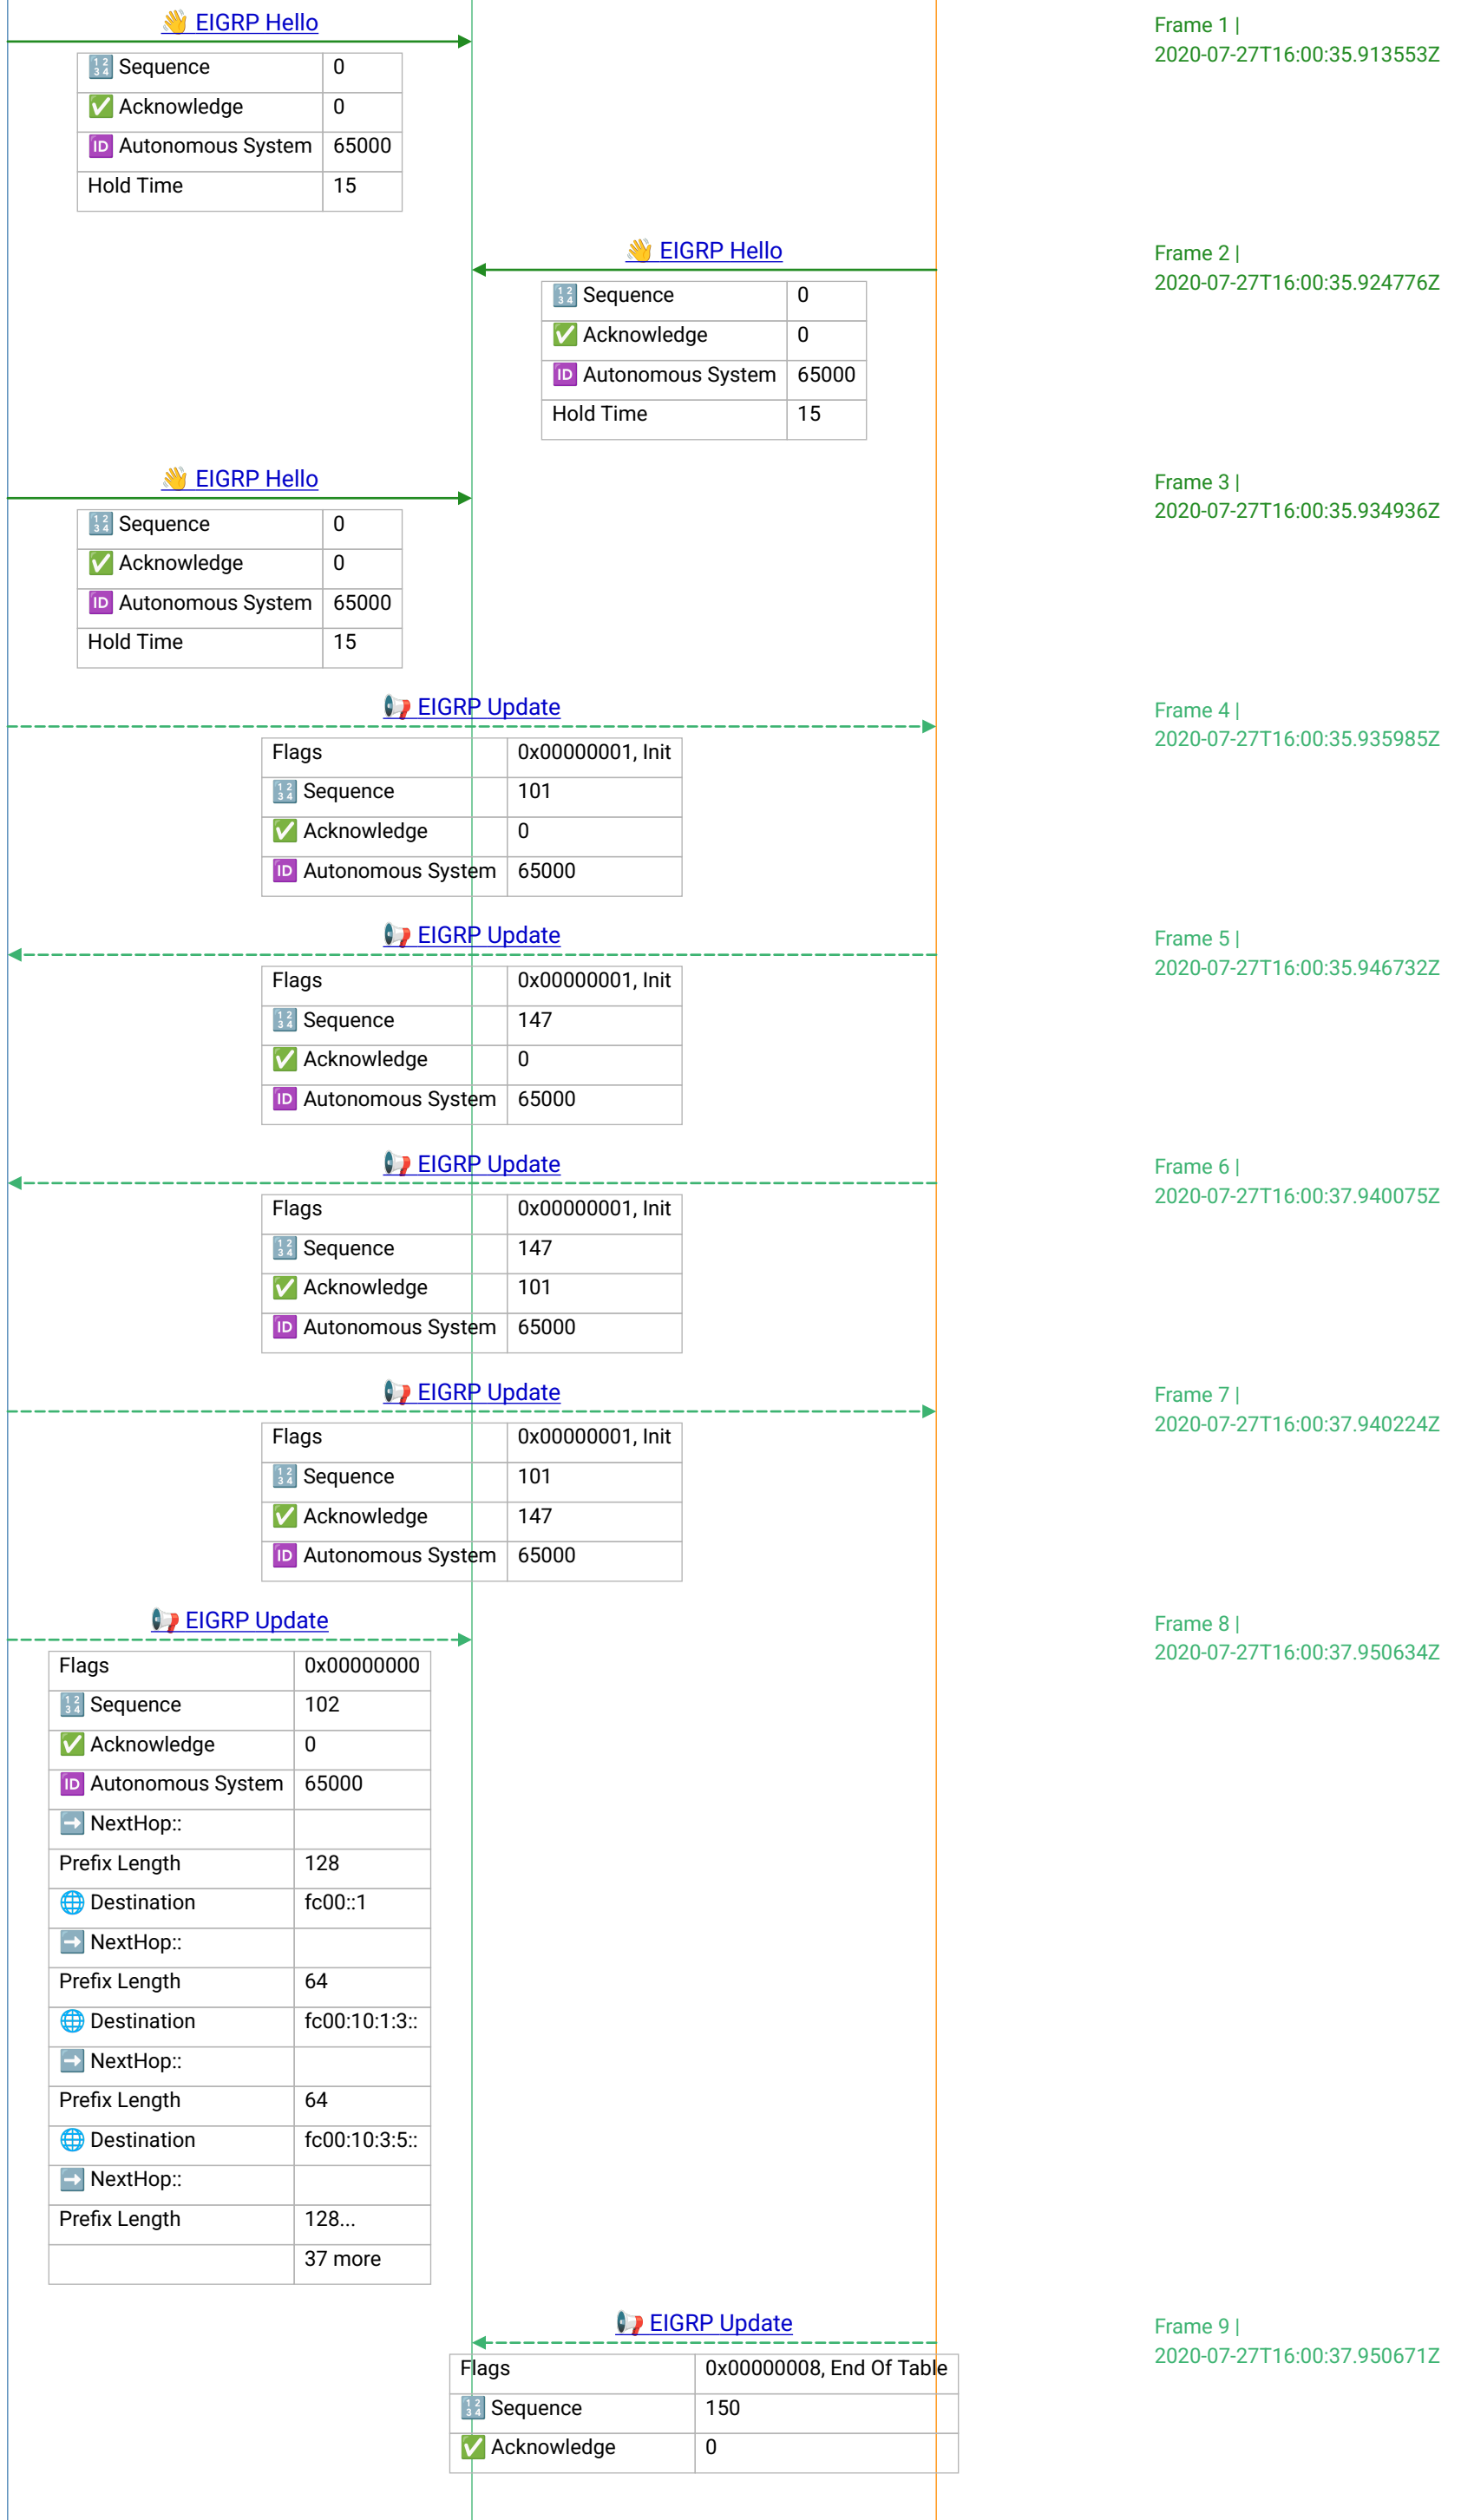 👋 EIGRP Hello
Frame 1 |
2020-07-27T16:00:35.913553Z
🔢 Sequence 0
✅ Acknowledge 0
🆔 Autonomous System 65000
Hold Time 15
👋 EIGRP Hello
Frame 2 |
2020-07-27T16:00:35.924776Z
🔢 Sequence 0
✅ Acknowledge 0
🆔 Autonomous System 65000
Hold Time 15
👋 EIGRP Hello
Frame 3 |
2020-07-27T16:00:35.934936Z
🔢 Sequence 0
✅ Acknowledge 0
🆔 Autonomous System 65000
Hold Time 15
📢 EIGRP Update
Frame 4 |
2020-07-27T16:00:35.935985Z
Flags 0x00000001, Init
🔢 Sequence 101
✅ Acknowledge 0
🆔 Autonomous System 65000
📢 EIGRP Update
Frame 5 |
2020-07-27T16:00:35.946732Z
Flags 0x00000001, Init
🔢 Sequence 147
✅ Acknowledge 0
🆔 Autonomous System 65000
📢 EIGRP Update
Frame 6 |
2020-07-27T16:00:37.940075Z
Flags 0x00000001, Init
🔢 Sequence 147
✅ Acknowledge 101
🆔 Autonomous System 65000
📢 EIGRP Update
Frame 7 |
2020-07-27T16:00:37.940224Z
Flags 0x00000001, Init
🔢 Sequence 101
✅ Acknowledge 147
🆔 Autonomous System 65000
📢 EIGRP Update
Frame 8 |
2020-07-27T16:00:37.950634Z
Flags 0x00000000
🔢 Sequence 102
✅ Acknowledge 0
🆔 Autonomous System 65000
➡️ NextHop::
Prefix Length 128
🌐 Destination fc00::1
➡️ NextHop::
Prefix Length 64
🌐 Destination fc00:10:1:3::
➡️ NextHop::
Prefix Length 64
🌐 Destination fc00:10:3:5::
➡️ NextHop::
Prefix Length 128...
37 more
📢 EIGRP Update
Frame 9 |
2020-07-27T16:00:37.950671Z
Flags 0x00000008, End Of Table
🔢 Sequence 150
✅ Acknowledge 0